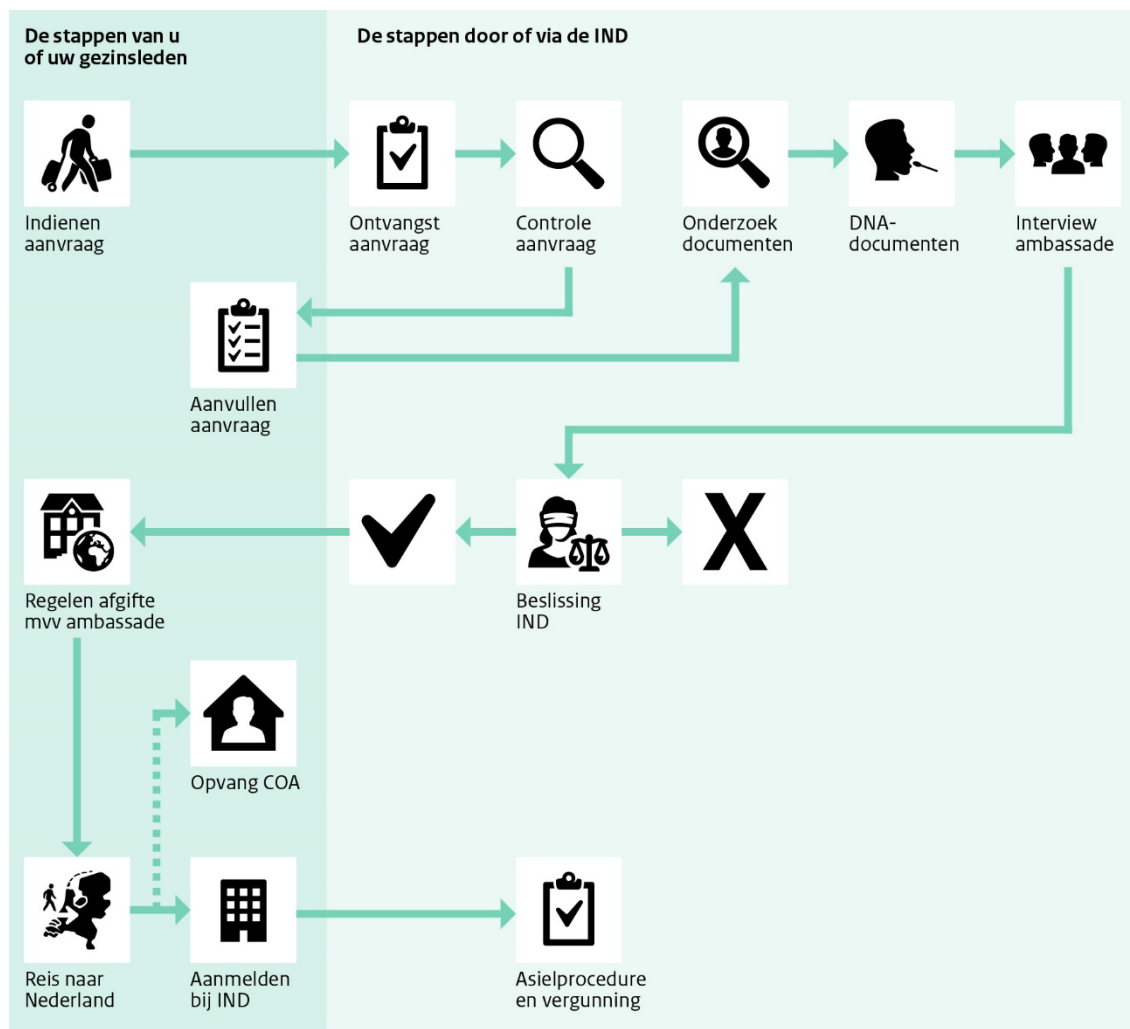 De stappen van u
of uw gezinsleden
De stappen door of via de IND
Indienen
aanvraag
Ontvangst
aanvraag
Controle
aanvraag
Onderzoek
documenten
DNA-
documenten
Interview
ambassade
Aanvullen
aanvraag
Regelen afgifte
mvv ambassade
Beslissing
IND
Opvang COA
Reis naar
Nederland
Aanmelden
bij IND
Asielprocedure
en vergunning